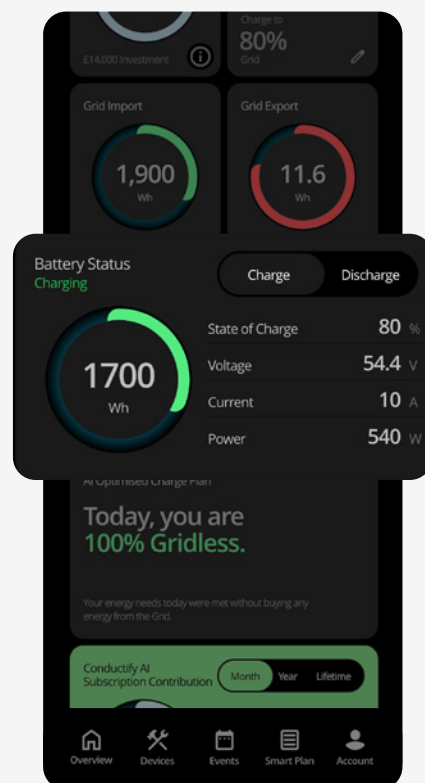 Charge to
80%
£14,000 Investment
Grid
Grid Import
Grid Export
1,900
Wh
11.6
Wh
Battery Status
Charging
Charge
Discharge
1700
Wh
State of Charge
80 %
Voltage
54.4 V
Current
10 A
Power
540 W
AI Optimised Charge Plan
Today, you are
100% Gridless.
Your energy needs today were met without buying any
energy from the Grid.
Conductify AI
Subscription Contribution
Month
Year
Lifetime
Overview
Devices
Events
Smart Plan
Account